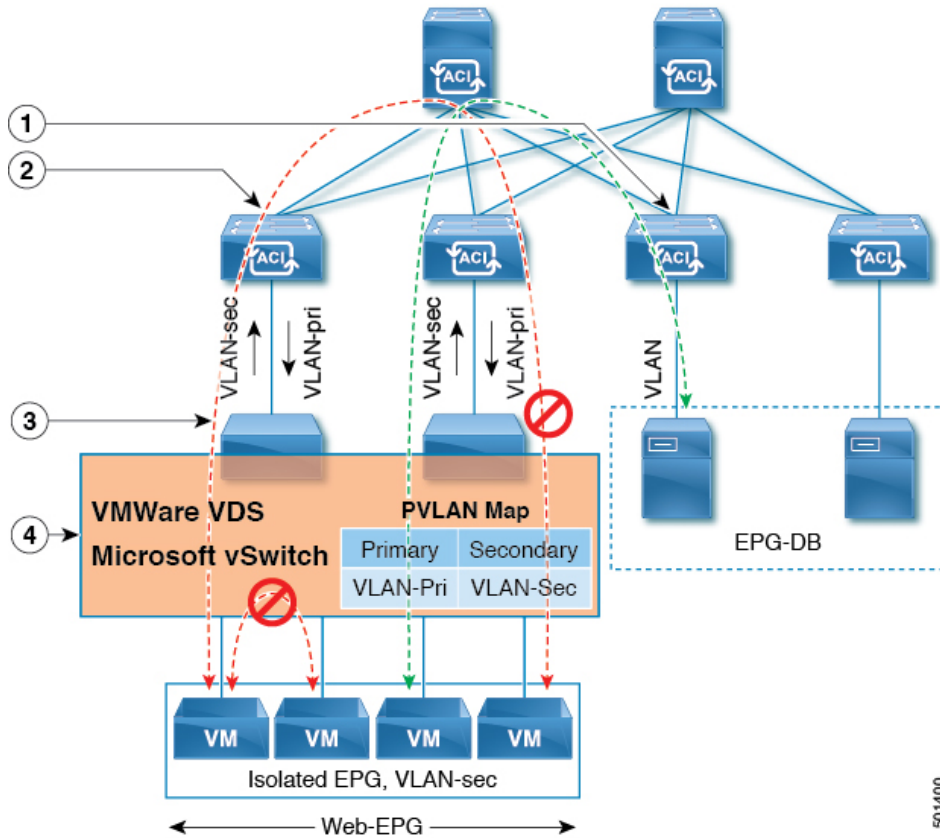 ACI
ACI
1
2
ACI
ACI
ACI
VLAN-sec
VLAN-pri
VLAN-sec
VLAN-pri
VLAN
3
4
VMWare VDS
Microsoft vSwitch
PVLAN Map
Primary Secondary
VLAN-Pri VLAN-Sec
EPG-DB
VM
VM
VM
VM
Isolated EPG, VLAN-sec
Web-EPG